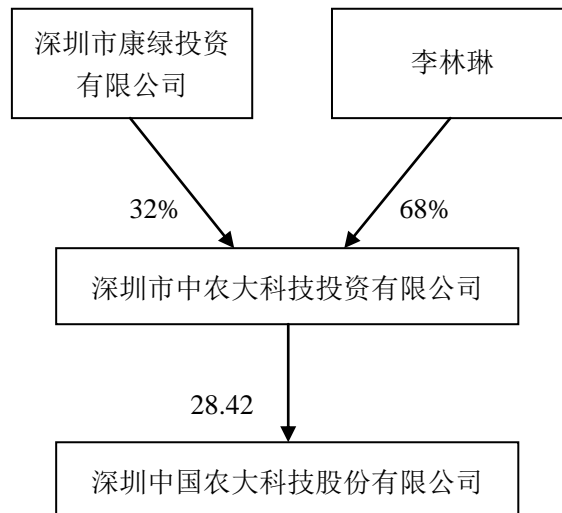 深圳市康绿投资
有限公司
李林琳
32%
68%
深圳市中农大科技投资有限公司
28.42
深圳中国农大科技股份有限公司